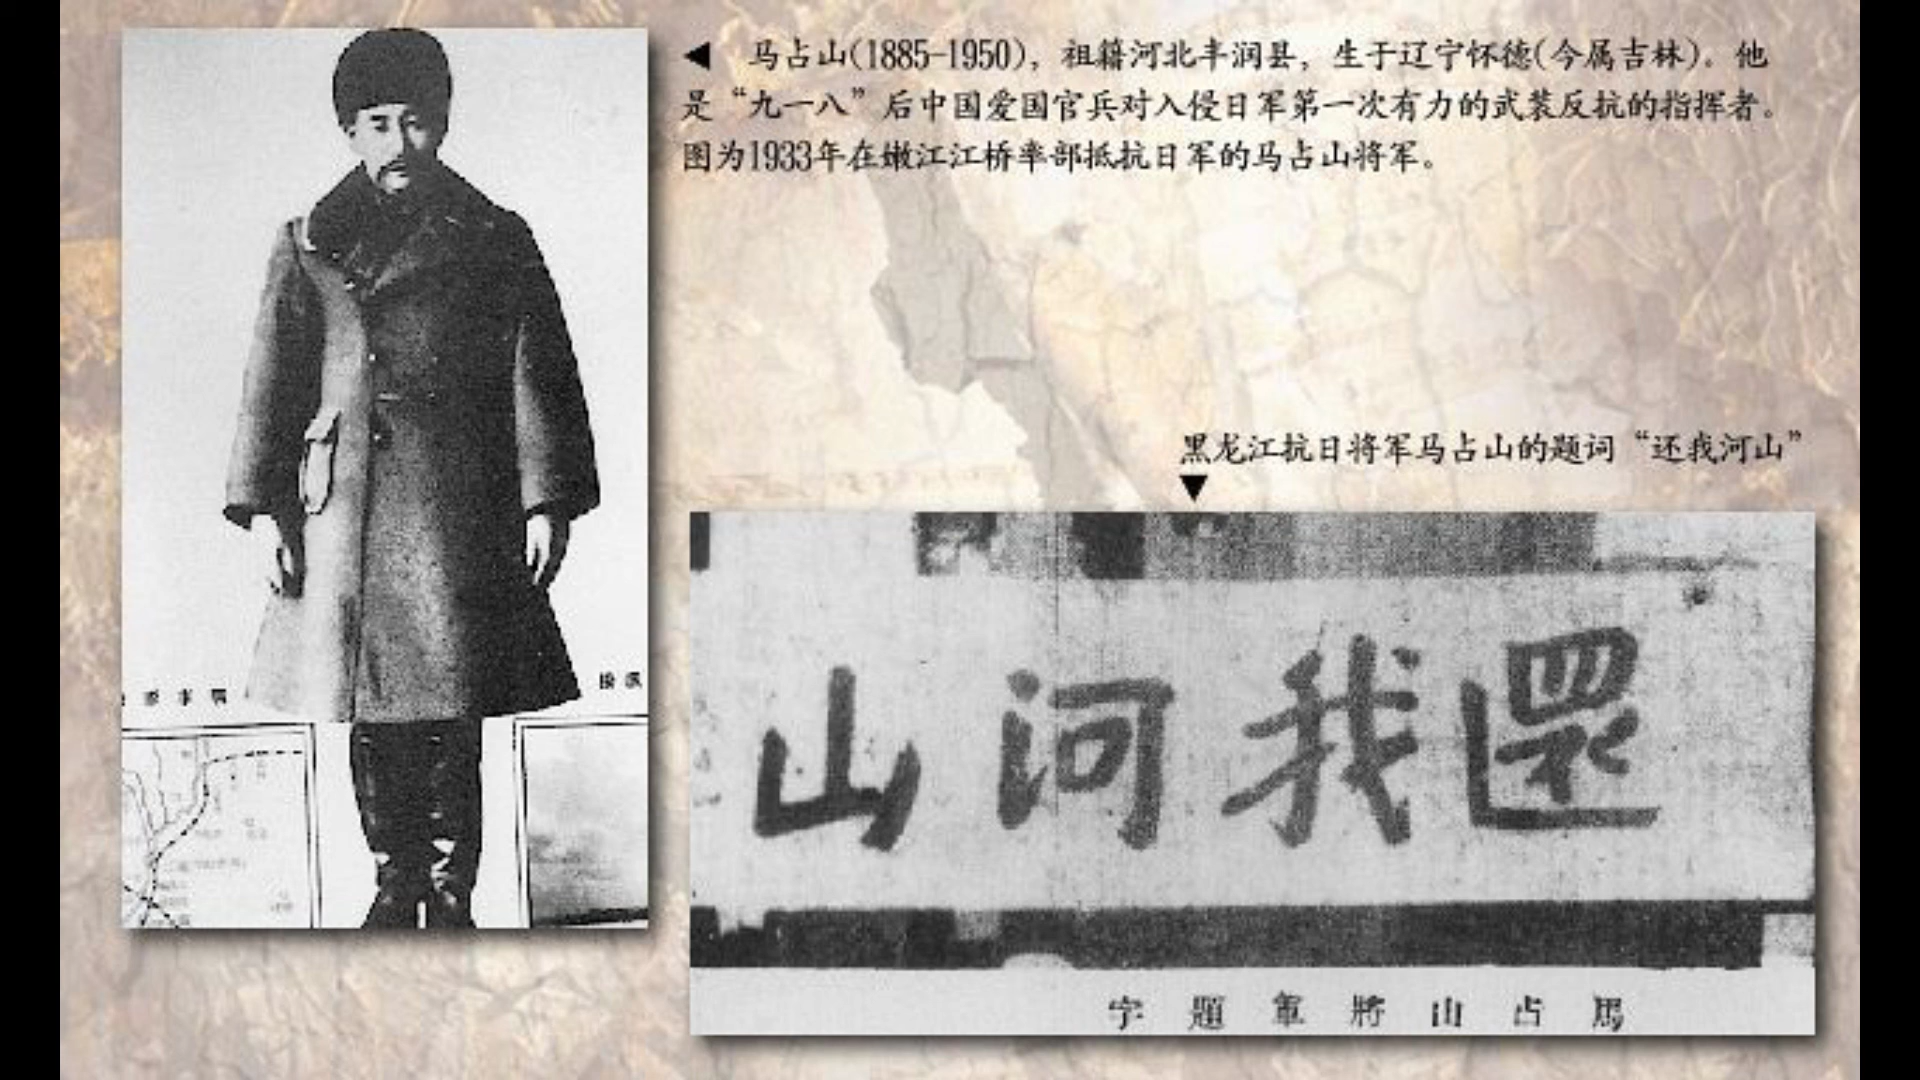 ◀ 马占山(1885-1950)，祖籍河北丰润县，生于辽宁怀德(今属吉林)。他
是“九一八”后中国爱国官兵对入侵日军第一次有力的武装反抗的指挥者。
图为1933年在嫩江江桥率部抵抗日军的马占山将军。
黑龙江抗日将军马占山的题词“还我河山”
▼
還我河山
馬占山將軍題字